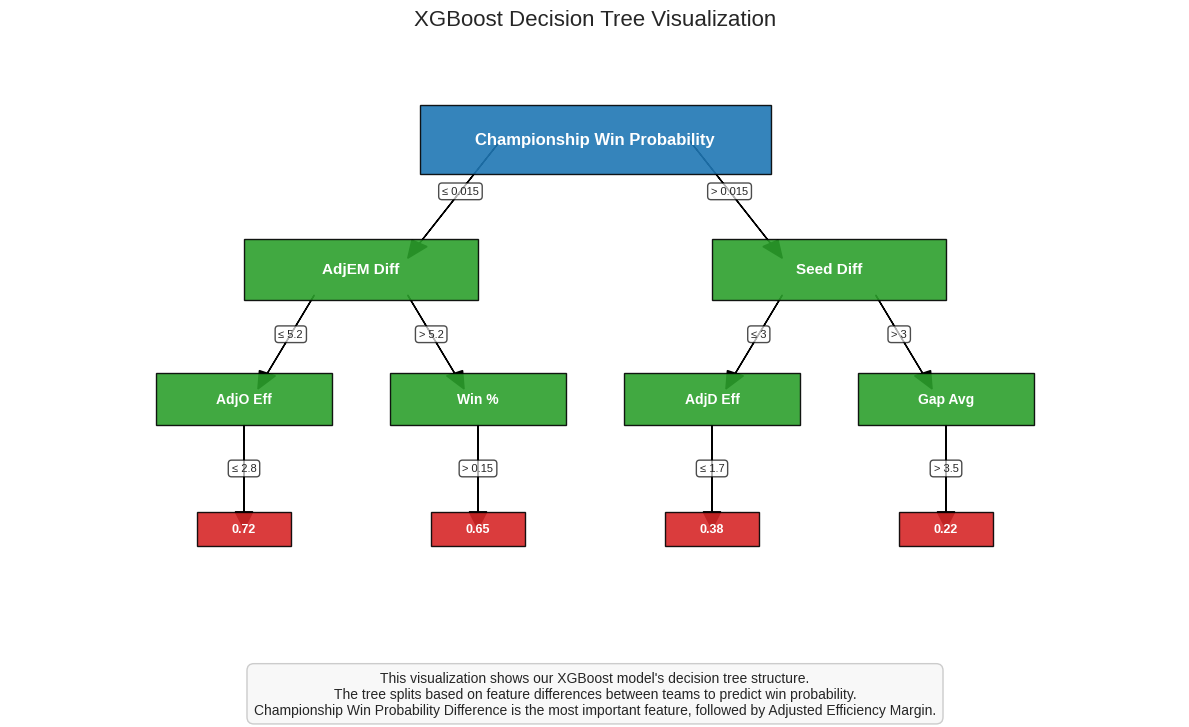 XGBoost Decision Tree Visualization
Championship Win Probability
≤ 0.015
> 0.015
AdjEM Diff
Seed Diff
≤ 5.2
> 5.2
≤ 3
> 3
AdjO Eff
Win %
AdjD Eff
Gap Avg
≤ 2.8
> 0.15
≤ 1.7
> 3.5
0.72
0.65
0.38
0.22
This visualization shows our XGBoost model's decision tree structure.
The tree splits based on feature differences between teams to predict win probability.
Championship Win Probability Difference is the most important feature, followed by Adjusted Efficiency Margin.